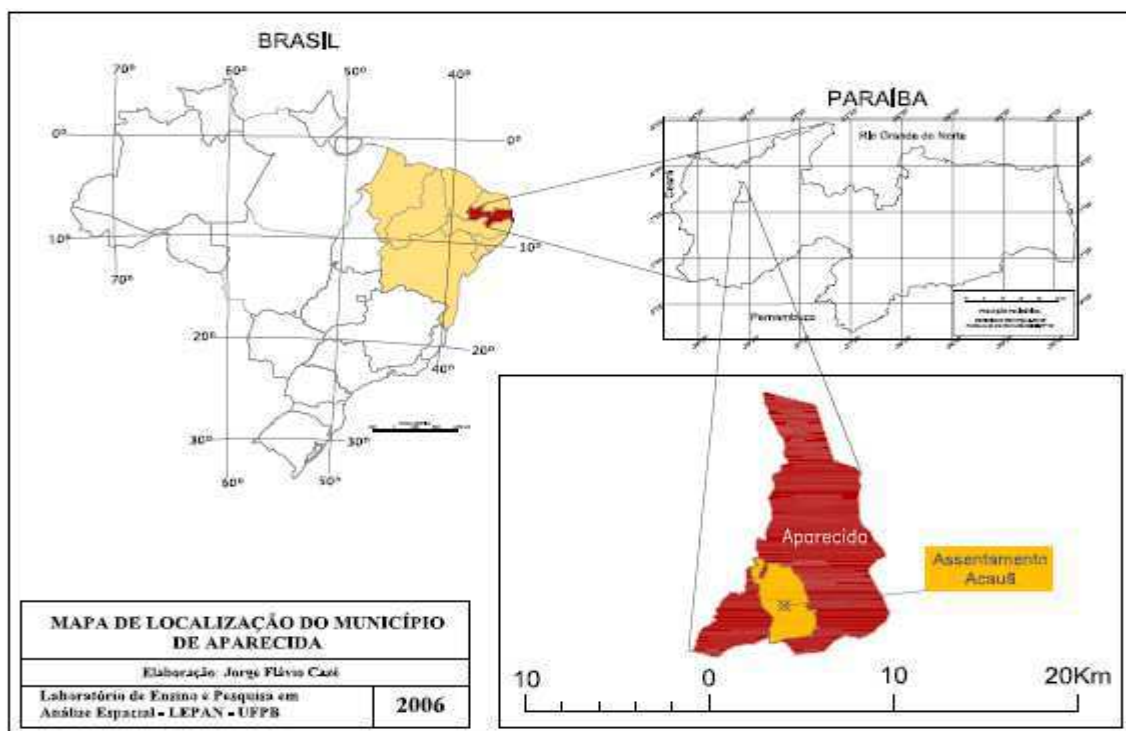 BRASIL
70º 60º 50º 40º
0º 0º
10º 10º
70º
20º 20º
40º
30º 30º
60º 50º
PARAÍBA
Rio Grande do Norte
Ceará
Pernambuco
Aparecida
Assentamento
Acauã
10 0 10 20Km
MAPA DE LOCALIZAÇÃO DO MUNICÍPIO
DE APARECIDA
Elaboração: Jorge Flávio Cazé
Laboratório de Ensino e Pesquisa em
Análise Espacial - LEPAN - UFPB
2006